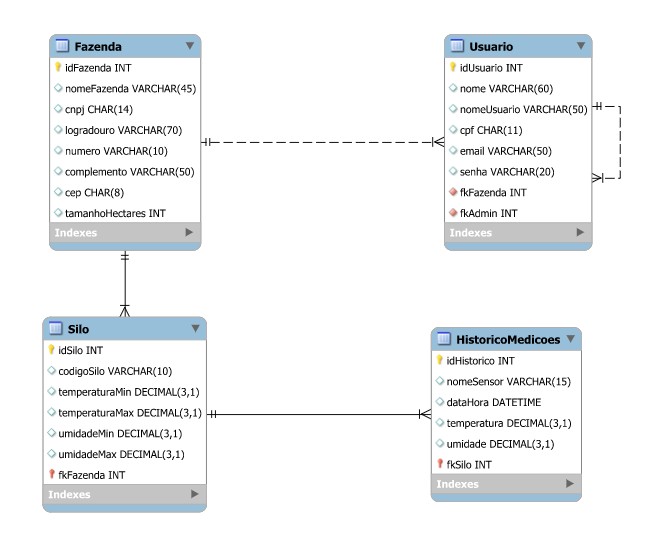 Fazenda
idFazenda INT
nomeFazenda VARCHAR(45)
cnpj CHAR(14)
logradouro VARCHAR(70)
numero VARCHAR(10)
complemento VARCHAR(50)
cep CHAR(8)
tamanhoHectares INT
Indexes
Usuario
idUsuario INT
nome VARCHAR(60)
nomeUsuario VARCHAR(50)
cpf CHAR(11)
email VARCHAR(50)
senha VARCHAR(20)
fkFazenda INT
fkAdmin INT
Indexes
Silo
idSilo INT
codigoSilo VARCHAR(10)
temperaturaMin DECIMAL(3,1)
temperaturaMax DECIMAL(3,1)
umidadeMin DECIMAL(3,1)
umidadeMax DECIMAL(3,1)
fkFazenda INT
Indexes
HistoricoMedicoes
idHistorico INT
nomeSensor VARCHAR(15)
dataHora DATETIME
temperatura DECIMAL(3,1)
umidade DECIMAL(3,1)
fkSilo INT
Indexes